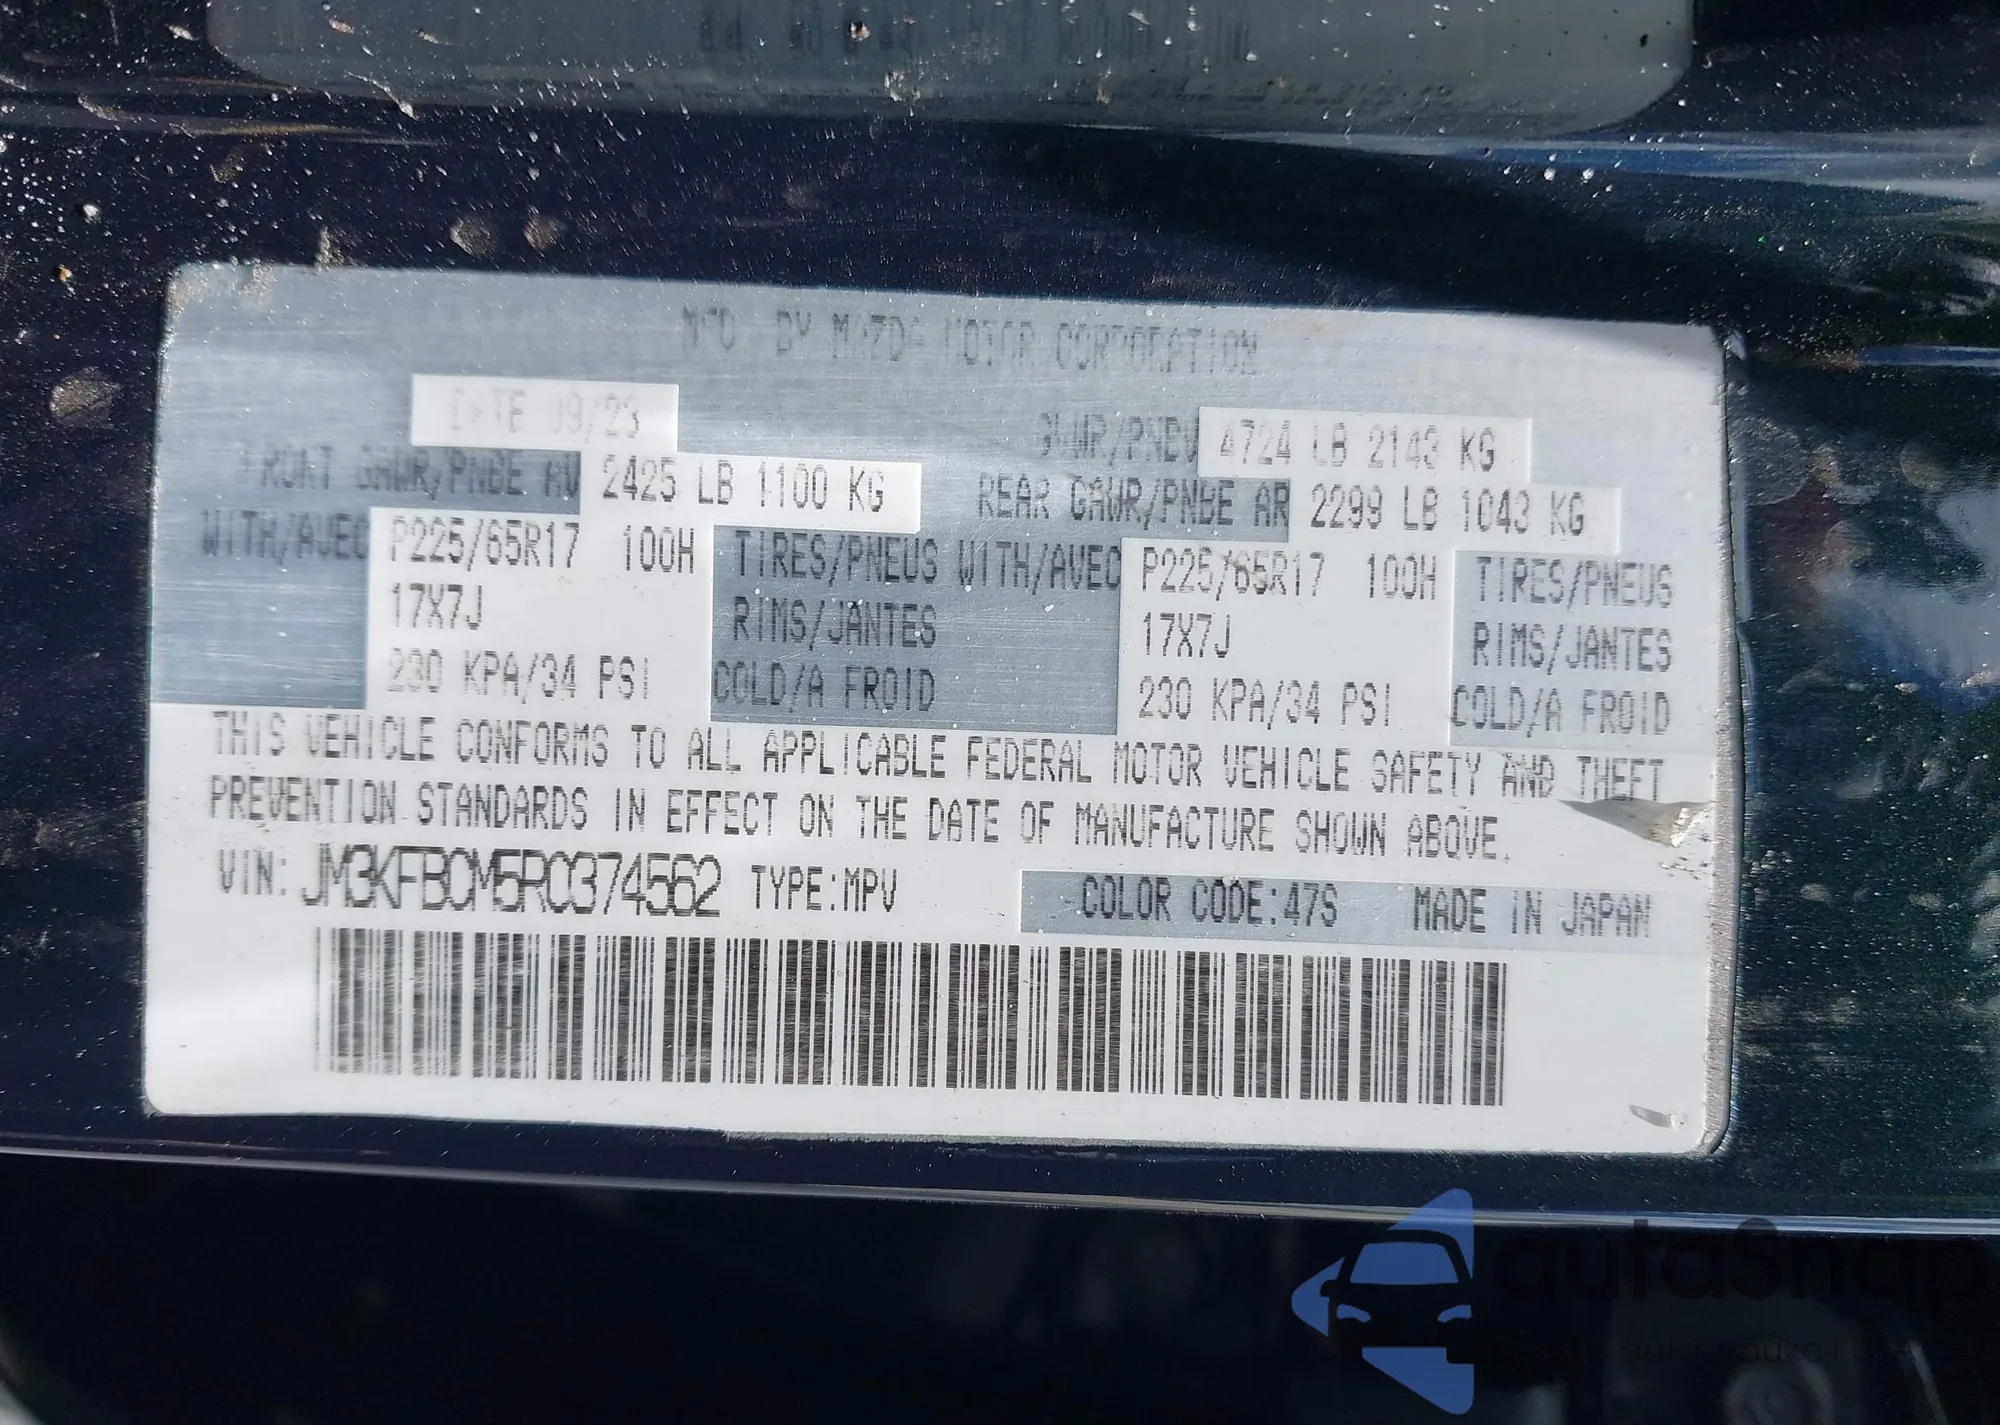 MFD. BY MAZDA MOTOR CORPORATION
DATE 09/23
GVWR/PNBV 4724 LB 2143 KG
FRONT GAWR/PNBE AV 2425 LB 1100 KG REAR GAWR/PNBE AR 2299 LB 1043 KG
WITH/AVEC P225/65R17 100H TIRES/PNEUS WITH/AVEC P225/65R17 100H TIRES/PNEUS
17X7J RIMS/JANTES 17X7J RIMS/JANTES
230 KPA/34 PSI COLD/A FROID 230 KPA/34 PSI COLD/A FROID
THIS VEHICLE CONFORMS TO ALL APPLICABLE FEDERAL MOTOR VEHICLE SAFETY AND THEFT
PREVENTION STANDARDS IN EFFECT ON THE DATE OF MANUFACTURE SHOWN ABOVE.
VIN: JM3KFBCM5R0374562 TYPE:MPV COLOR CODE:47S MADE IN JAPAN
autoSnap